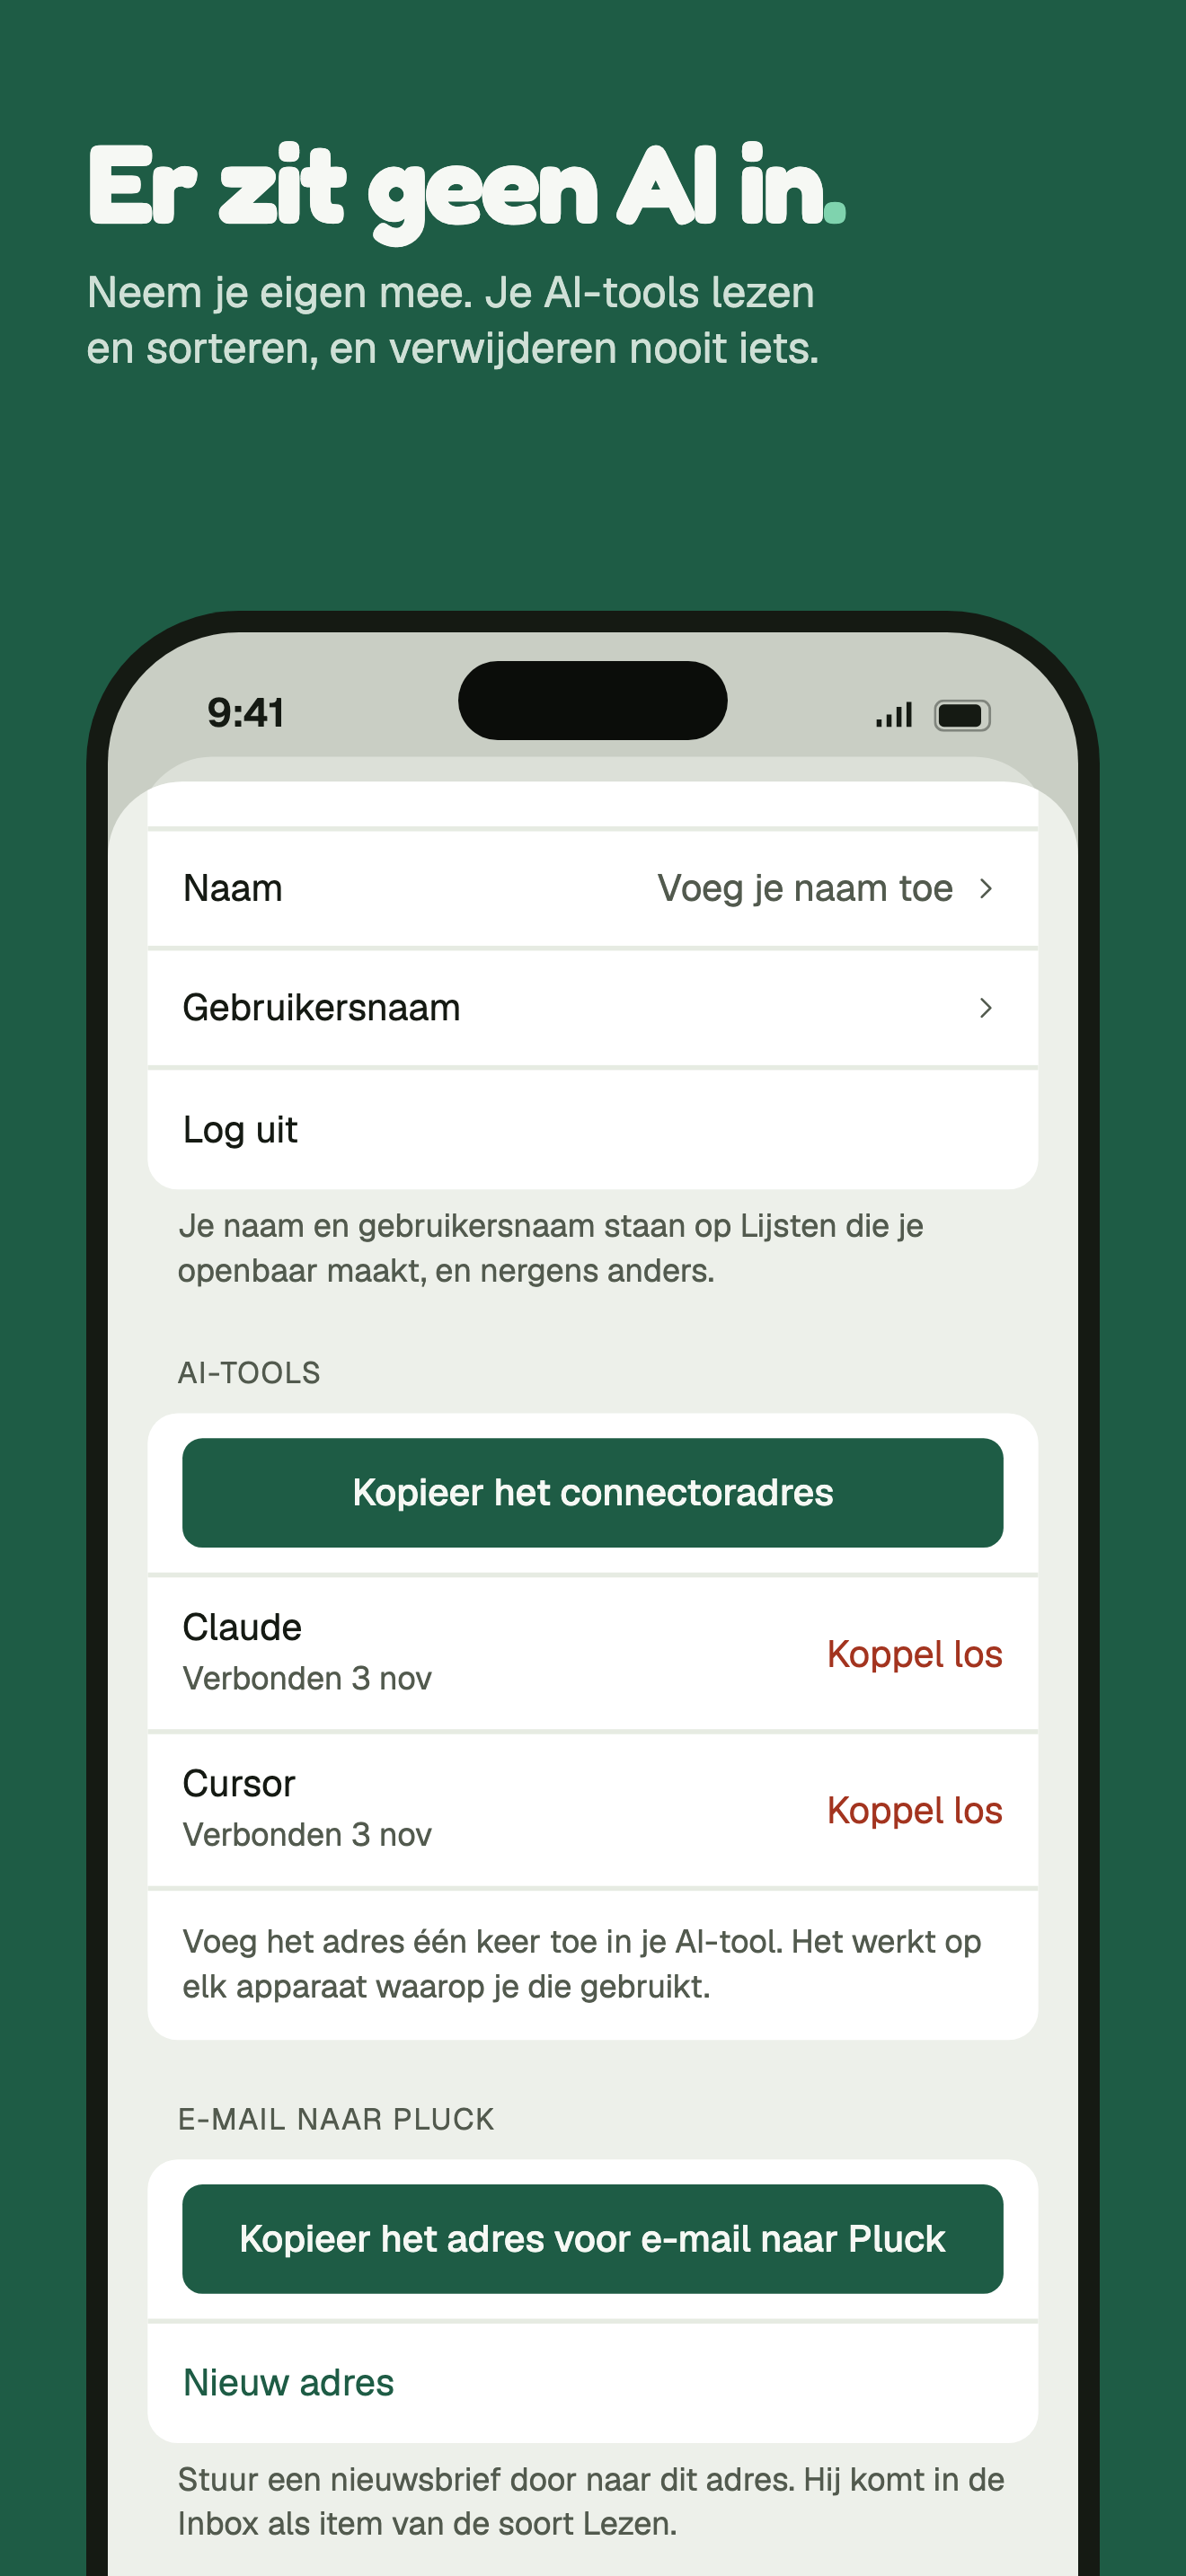 Er zit geen AI in.
Neem je eigen mee. Je AI-tools lezen
en sorteren, en verwijderen nooit iets.
9:41
Naam Voeg je naam toe
Gebruikersnaam
Log uit
Je naam en gebruikersnaam staan op Lijsten die je
openbaar maakt, en nergens anders.
AI-TOOLS
Kopieer het connectoradres
Claude
Verbonden 3 nov
Koppel los
Cursor
Verbonden 3 nov
Koppel los
Voeg het adres één keer toe in je AI-tool. Het werkt op
elk apparaat waarop je die gebruikt.
E-MAIL NAAR PLUCK
Kopieer het adres voor e-mail naar Pluck
Nieuw adres
Stuur een nieuwsbrief door naar dit adres. Hij komt in de
Inbox als item van de soort Lezen.